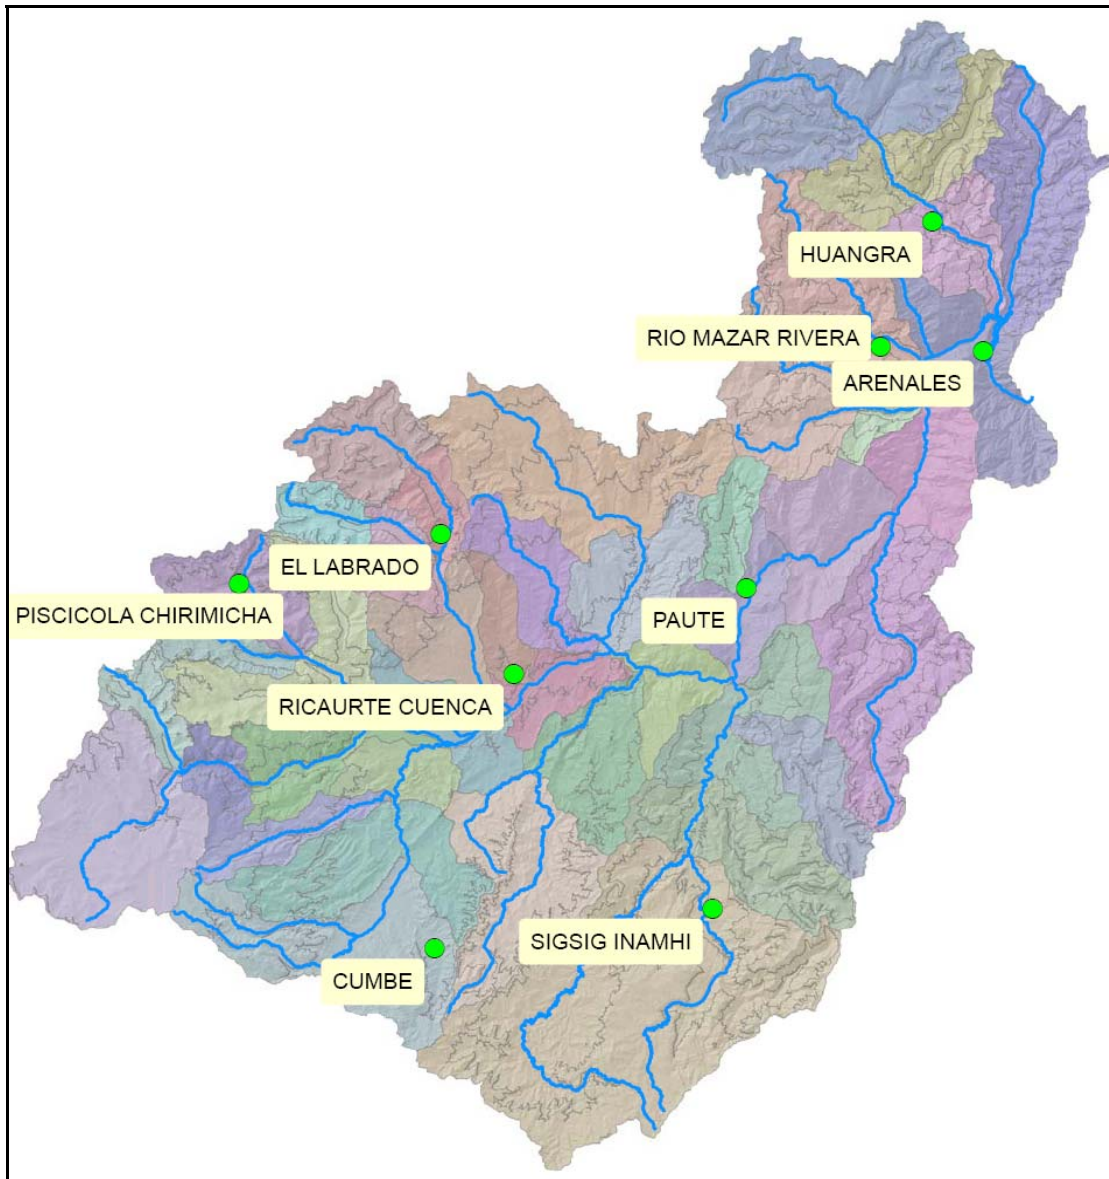 HUANGRA
RIO MAZAR RIVERA
ARENALES
EL LABRADO
PISCICOLA CHIRIMICHA
PAUTE
RICAURTE CUENCA
SIGSIG INAMHI
CUMBE